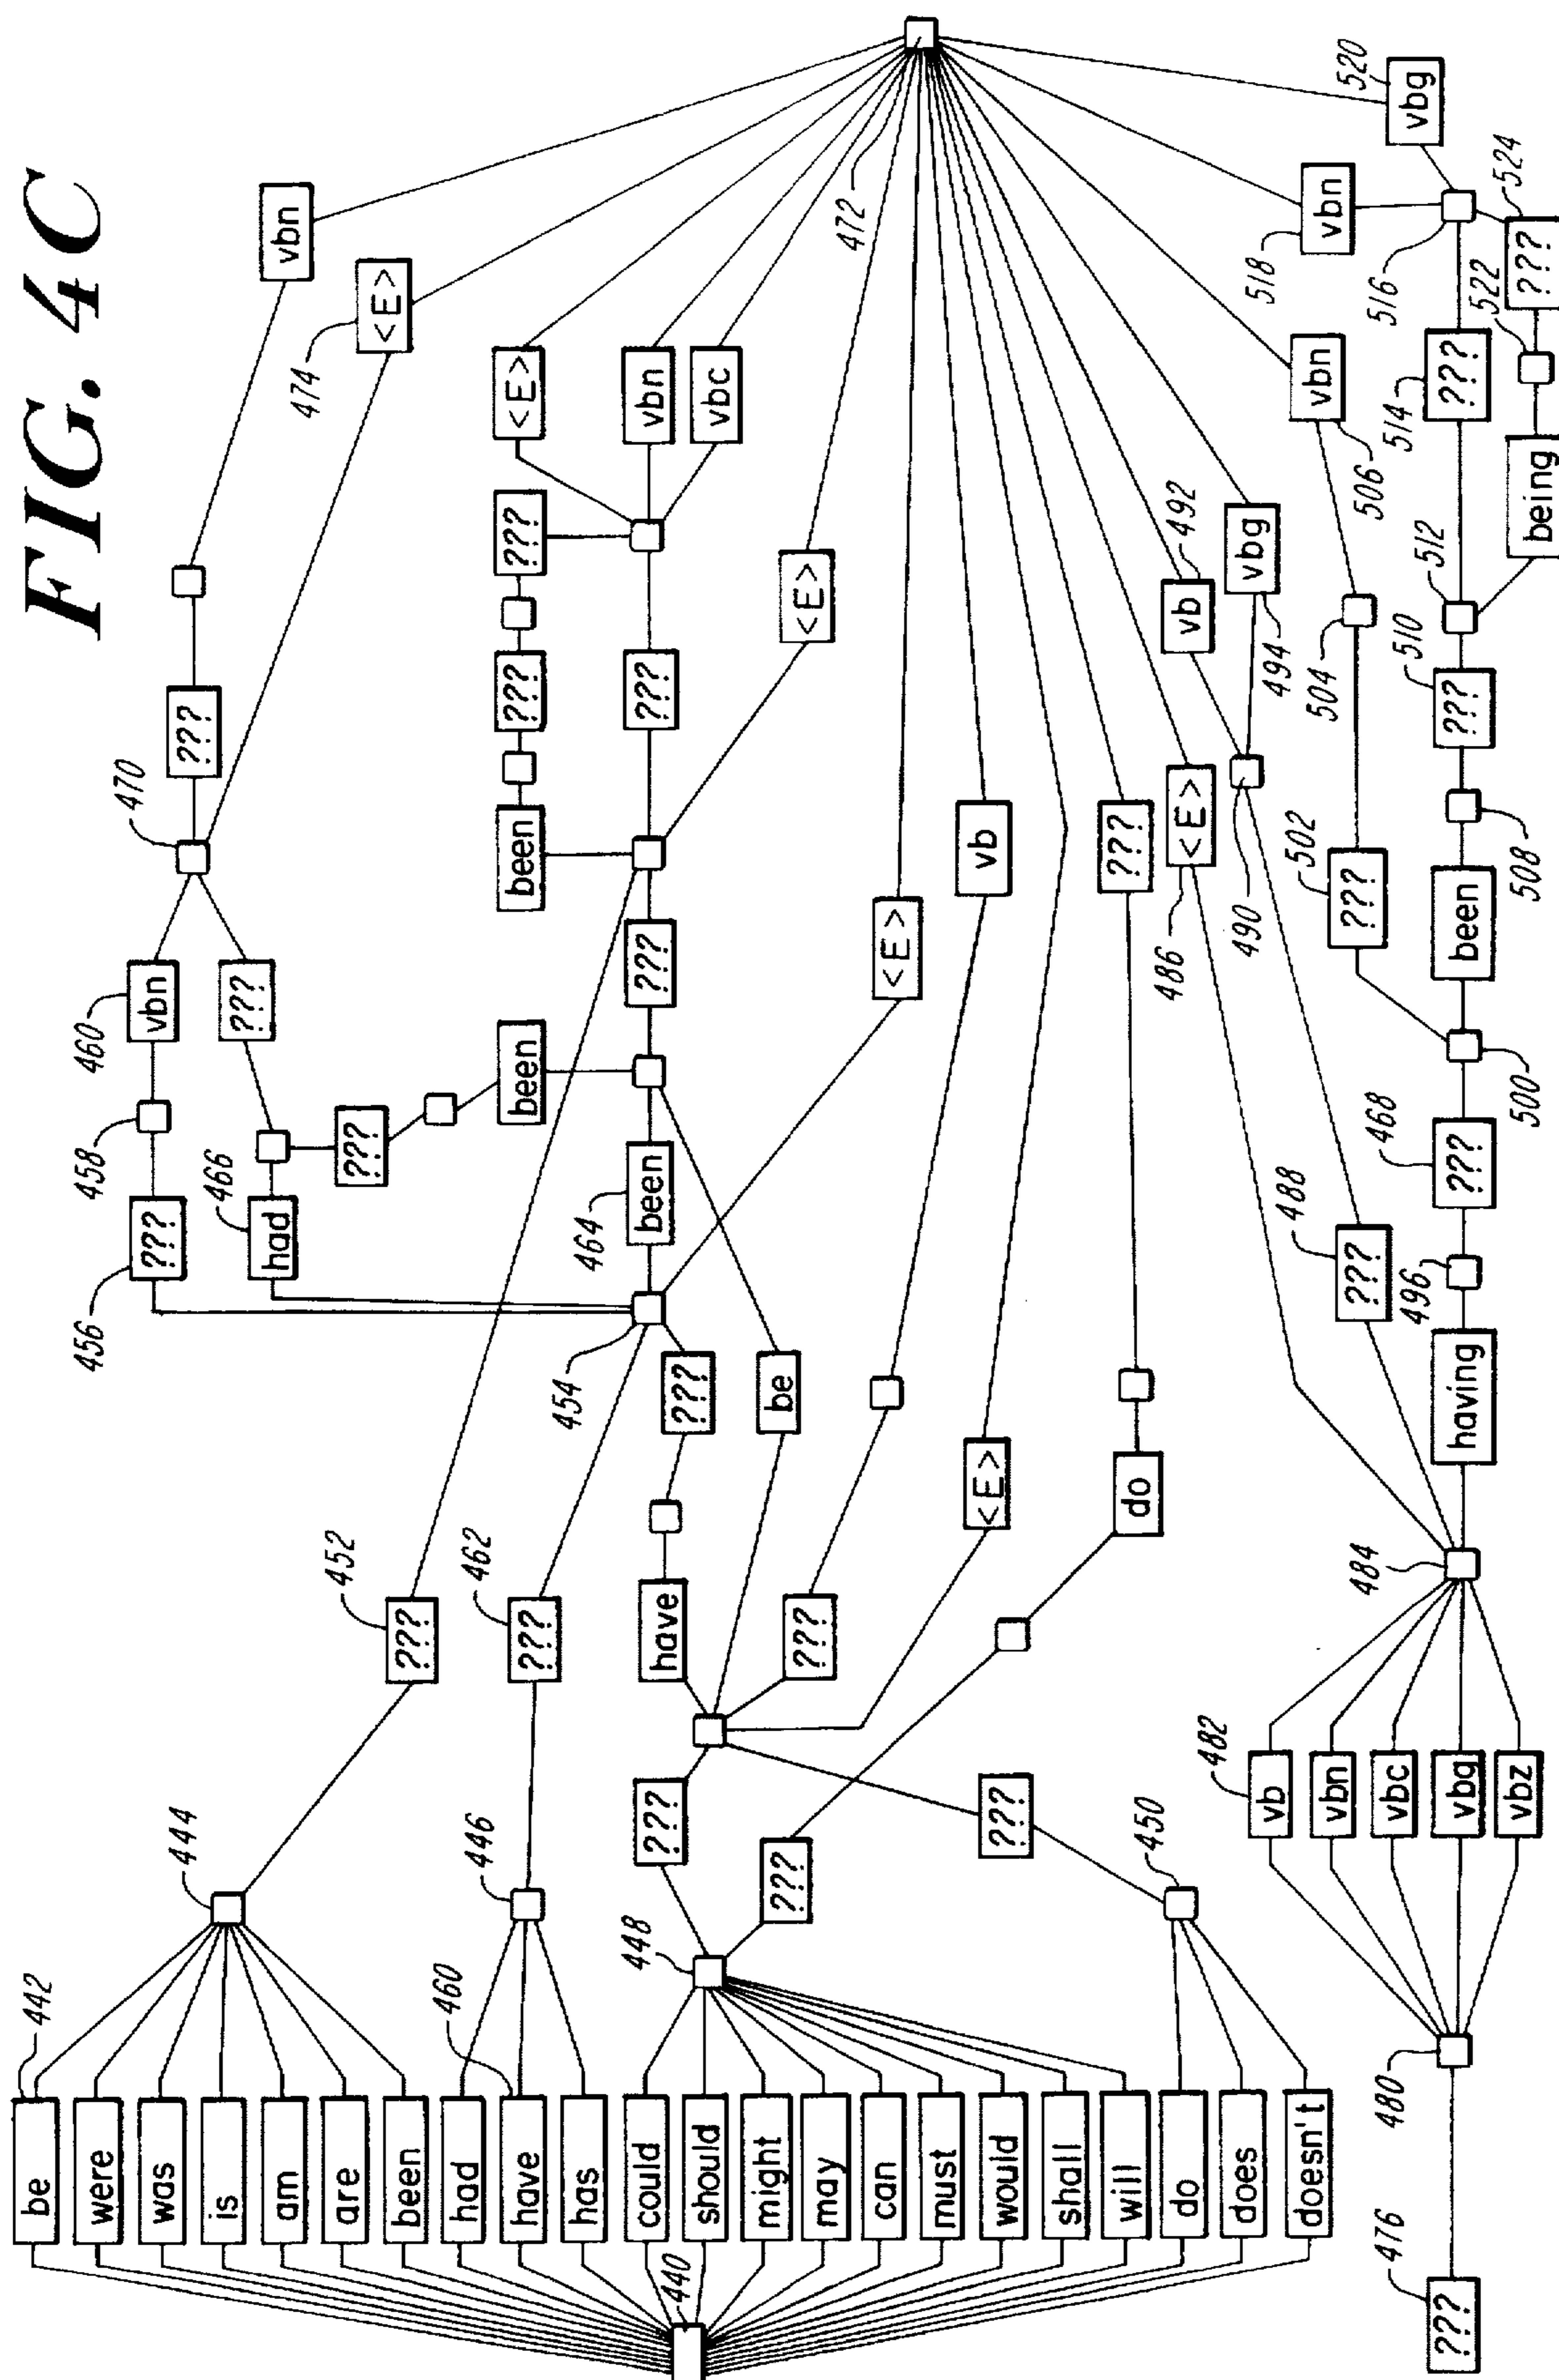 FIG. 4C
be
442
were
was
is
am
are
been
444
had
have
460
has
446
could
should
might
may
can
must
would
shall
will
448
do
does
doesn't
450
440
???
452
???
462
???
???
???
have
???
be
???
<E>
do
454
???
456
458
vbn
460
had
466
???
???
been
been
464
470
???
vbn
<E>
474
???
been
???
???
???
<E>
vbn
vbc
<E>
<E>
vb
???
472
???
476
480
vb
482
vbn
vbc
vbg
vbz
484
<E>
486
???
488
490
vb
492
vbg
494
having
496
???
468
500
???
502
504
vbn
506
been
508
???
510
512
???
514
516
vbn
518
vbg
520
being
522
???
524